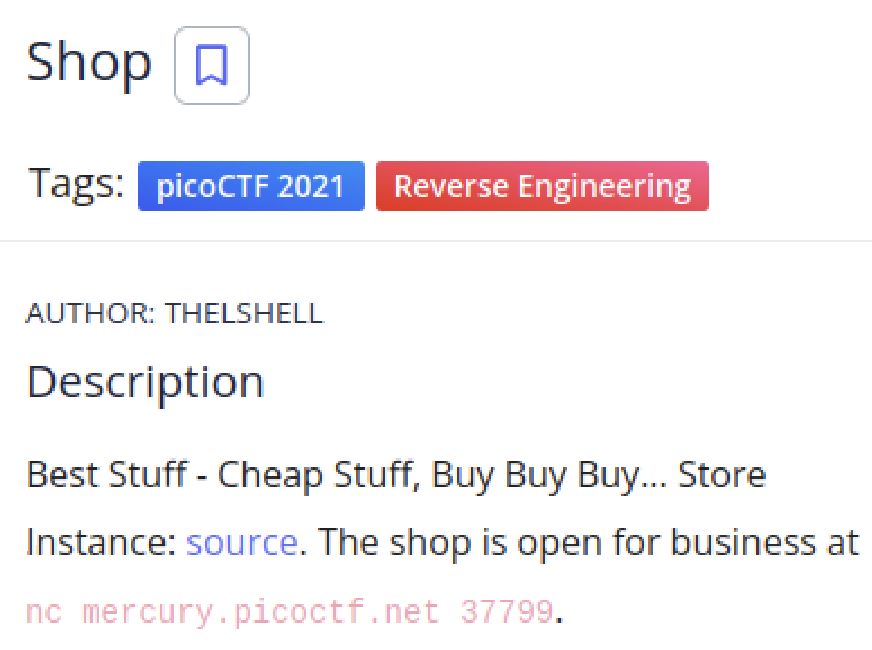 Shop
Tags: picoCTF 2021 Reverse Engineering
AUTHOR: THELSHELL
Description
Best Stuff - Cheap Stuff, Buy Buy Buy... Store
Instance: source. The shop is open for business at
nc mercury.picoctf.net 37799.